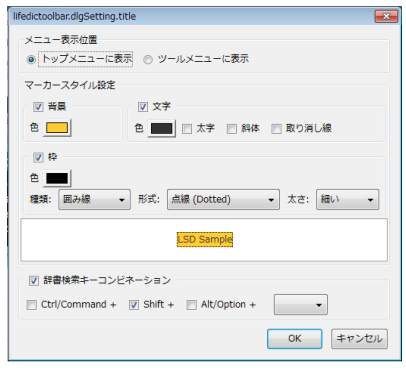 lifedictoolbar.dlgSetting.title
メニュー表示位置
トップメニューに表示 ツールメニューに表示
マーカースタイル設定
背景 文字
色 色 太字 斜体 取り消し線
枠
色
種類: 囲み線 形式: 点線 (Dotted) 太さ: 細い
LSD Sample
辞書検索キーコンビネーション
Ctrl/Command + Shift + Alt/Option +
OK キャンセル